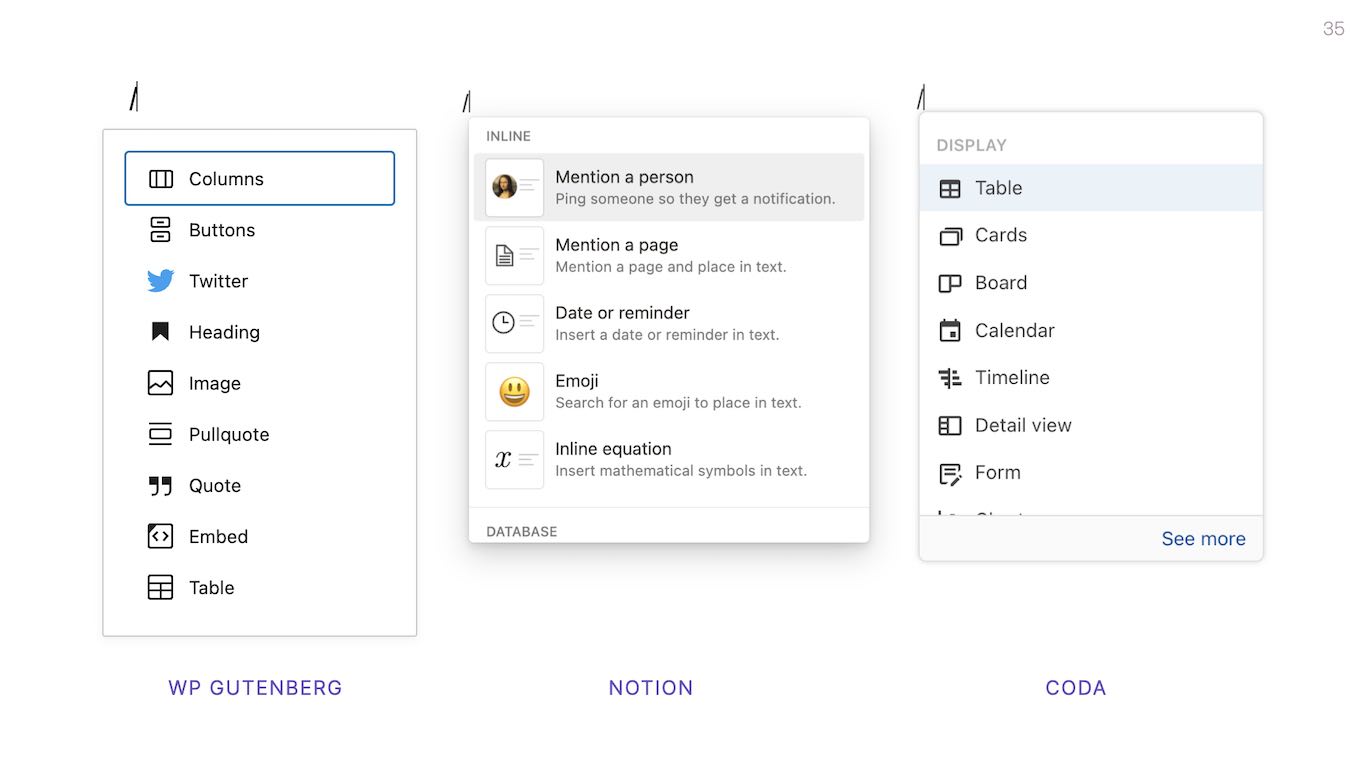 35
/
Columns
Buttons
Twitter
Heading
Image
Pullquote
Quote
Embed
Table
WP GUTENBERG
/
INLINE
Mention a person
Ping someone so they get a notification.
Mention a page
Mention a page and place in text.
Date or reminder
Insert a date or reminder in text.
Emoji
Search for an emoji to place in text.
x
Inline equation
Insert mathematical symbols in text.
DATABASE
NOTION
/
DISPLAY
Table
Cards
Board
Calendar
Timeline
Detail view
Form
See more
CODA